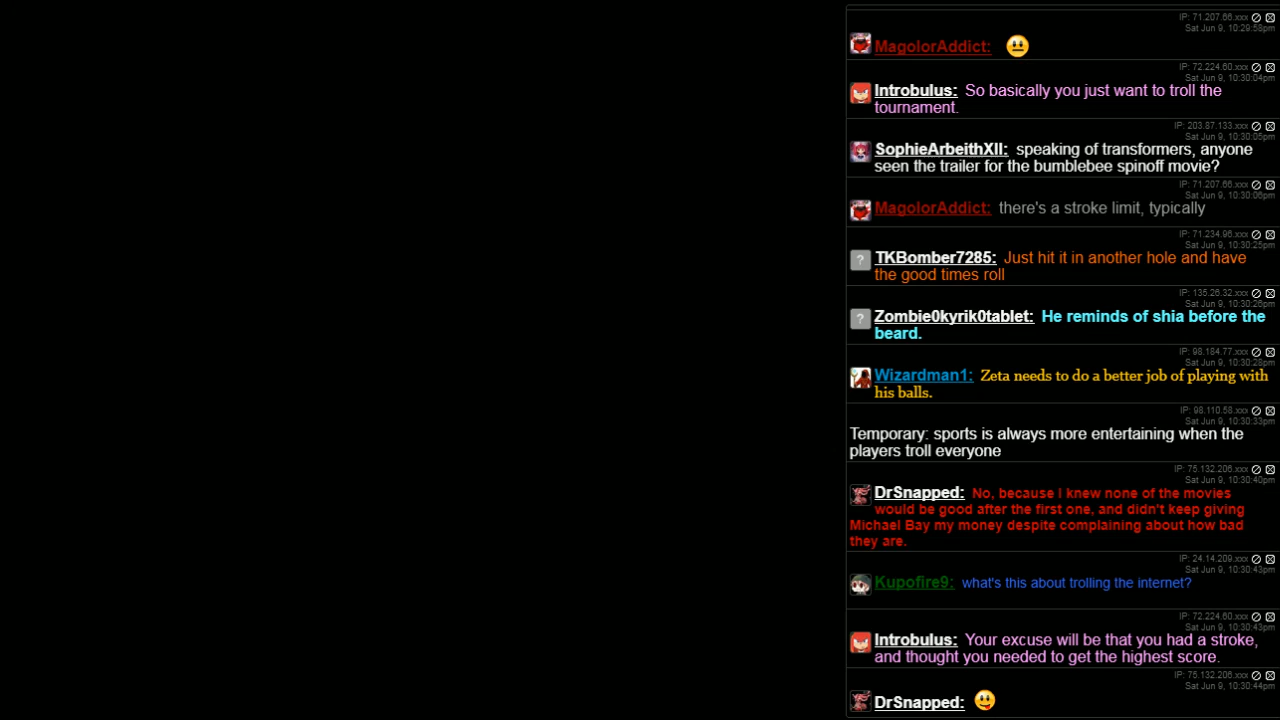 IP: 71.207.66.xxx
Sat Jun 9, 10:29:58pm
MagolorAddict:
IP: 72.224.60.xxx
Sat Jun 9, 10:30:04pm
Introbulus: So basically you just want to troll the
tournament.
IP: 203.87.133.xxx
Sat Jun 9, 10:30:05pm
SophieArbeithXII: speaking of transformers, anyone
seen the trailer for the bumblebee spinoff movie?
IP: 71.207.66.xxx
Sat Jun 9, 10:30:06pm
MagolorAddict: there's a stroke limit, typically
IP: 71.234.96.xxx
Sat Jun 9, 10:30:25pm
TKBomber7285: Just hit it in another hole and have
the good times roll
IP: 135.26.32.xxx
Sat Jun 9, 10:30:26pm
Zombie0kyrik0tablet: He reminds of shia before the
beard.
IP: 98.184.77.xxx
Sat Jun 9, 10:30:28pm
Wizardman1: Zeta needs to do a better job of playing with
his balls.
IP: 98.110.58.xxx
Sat Jun 9, 10:30:33pm
Temporary: sports is always more entertaining when the
players troll everyone
IP: 75.132.206.xxx
Sat Jun 9, 10:30:40pm
DrSnapped: No, because I knew none of the movies
would be good after the first one, and didn't keep giving
Michael Bay my money despite complaining about how bad
they are.
IP: 24.14.209.xxx
Sat Jun 9, 10:30:43pm
Kupofire9: what's this about trolling the internet?
IP: 72.224.60.xxx
Sat Jun 9, 10:30:43pm
Introbulus: Your excuse will be that you had a stroke,
and thought you needed to get the highest score.
IP: 75.132.206.xxx
Sat Jun 9, 10:30:44pm
DrSnapped: